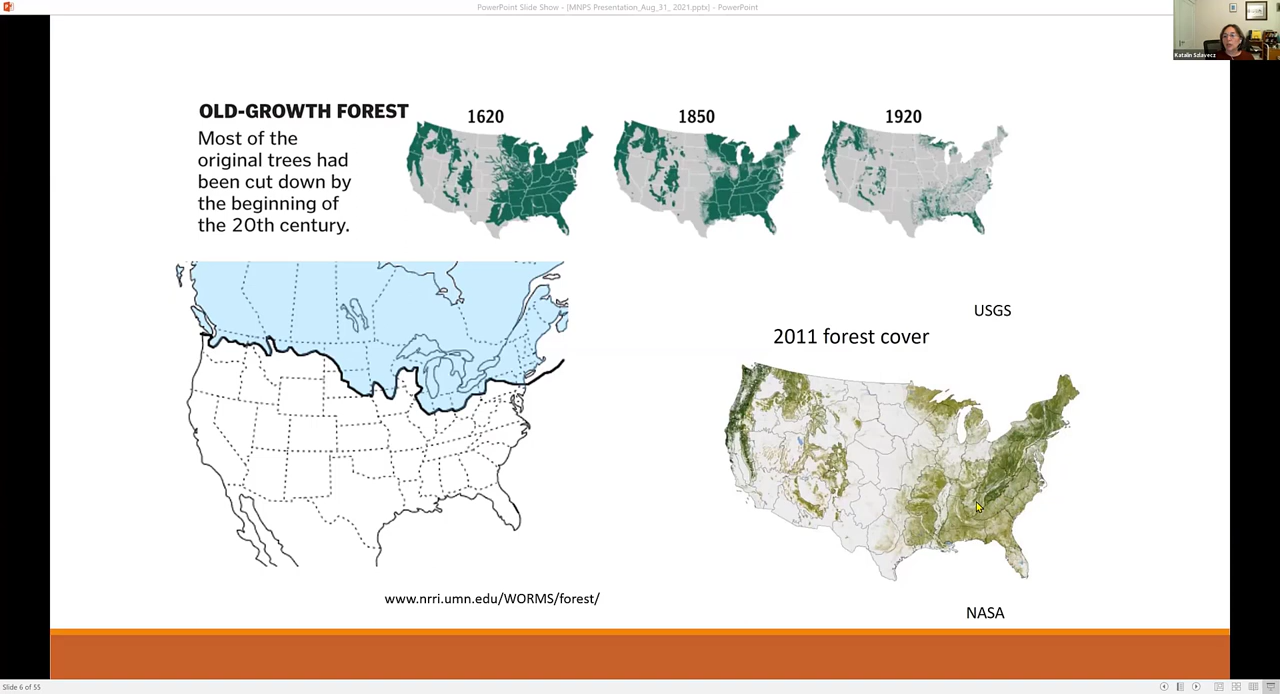 PowerPoint Slide Show - [MNPS Presentation_Aug_31, 2021.pptx] - PowerPoint
Katalin Szlavecz
OLD-GROWTH FOREST
Most of the
original trees had
been cut down by
the beginning of
the 20th century.
1620
1850
1920
USGS
2011 forest cover
www.nrri.umn.edu/WORMS/forest/
NASA
Slide 6 of 55